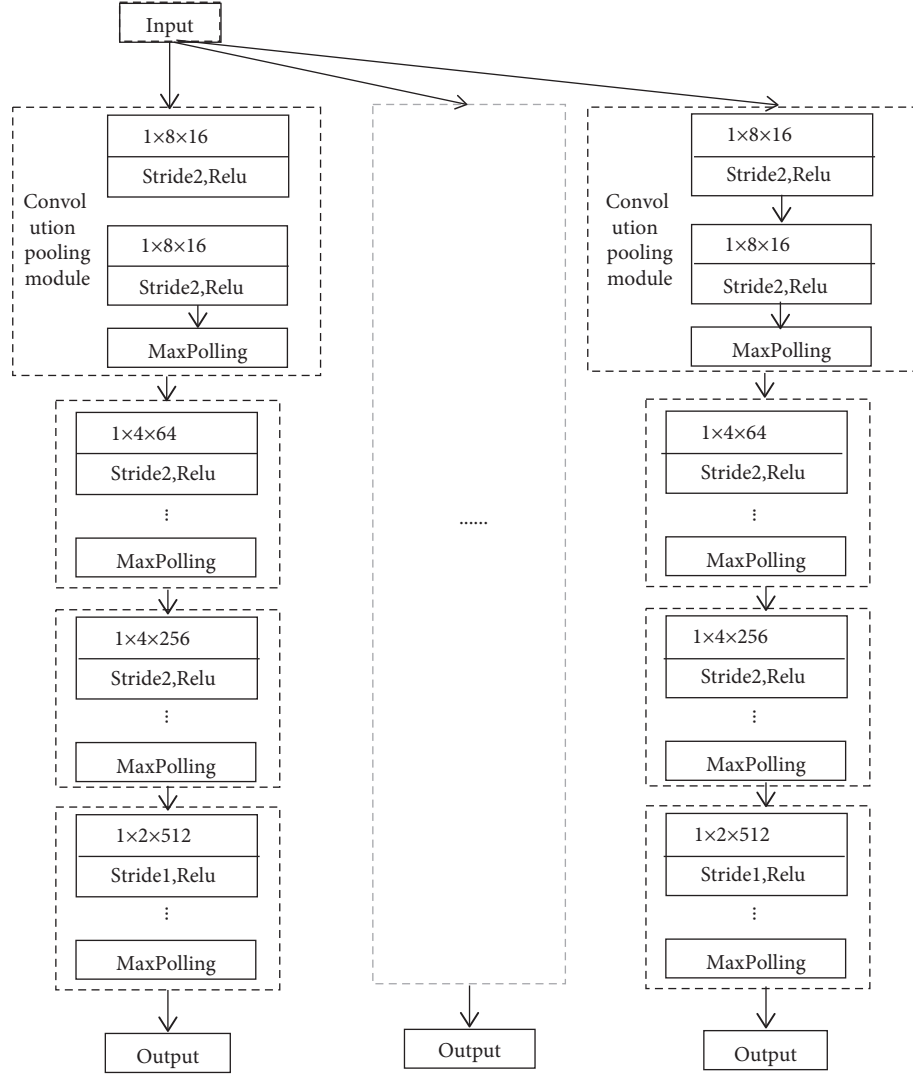 Input
1×8×16
Stride2,Relu
Convol
ution
pooling
module
1×8×16
Stride2,Relu
MaxPolling
1×4×64
Stride2,Relu
...
MaxPolling
1×4×256
Stride2,Relu
...
MaxPolling
1×2×512
Stride1,Relu
...
MaxPolling
Output
......
Output
1×8×16
Stride2,Relu
Convol
ution
pooling
module
1×8×16
Stride2,Relu
MaxPolling
1×4×64
Stride2,Relu
...
MaxPolling
1×4×256
Stride2,Relu
...
MaxPolling
1×2×512
Stride1,Relu
...
MaxPolling
Output